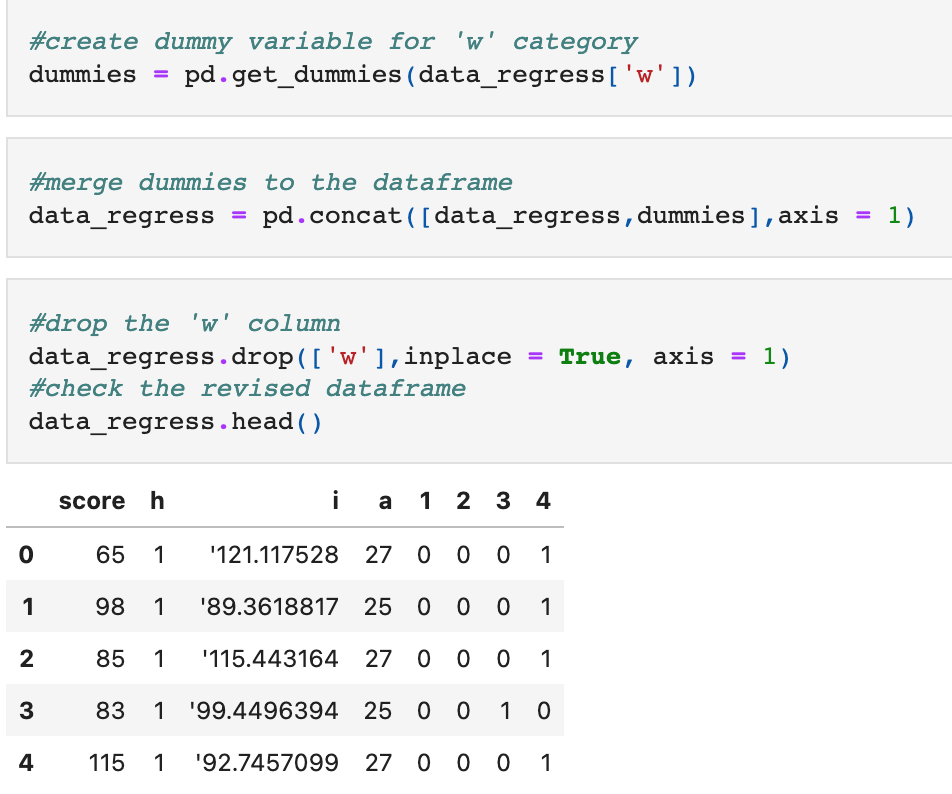 #create dummy variable for 'w' category
dummies = pd.get_dummies(data_regress['w'])
#merge dummies to the dataframe
data_regress = pd.concat([data_regress,dummies],axis = 1)
#drop the 'w' column
data_regress.drop(['w'],inplace = True, axis = 1)
#check the revised dataframe
data_regress.head()
score h i a 1 2 3 4
0 65 1 '121.117528 27 0 0 0 1
1 98 1 '89.3618817 25 0 0 0 1
2 85 1 '115.443164 27 0 0 0 1
3 83 1 '99.4496394 25 0 0 1 0
4 115 1 '92.7457099 27 0 0 0 1